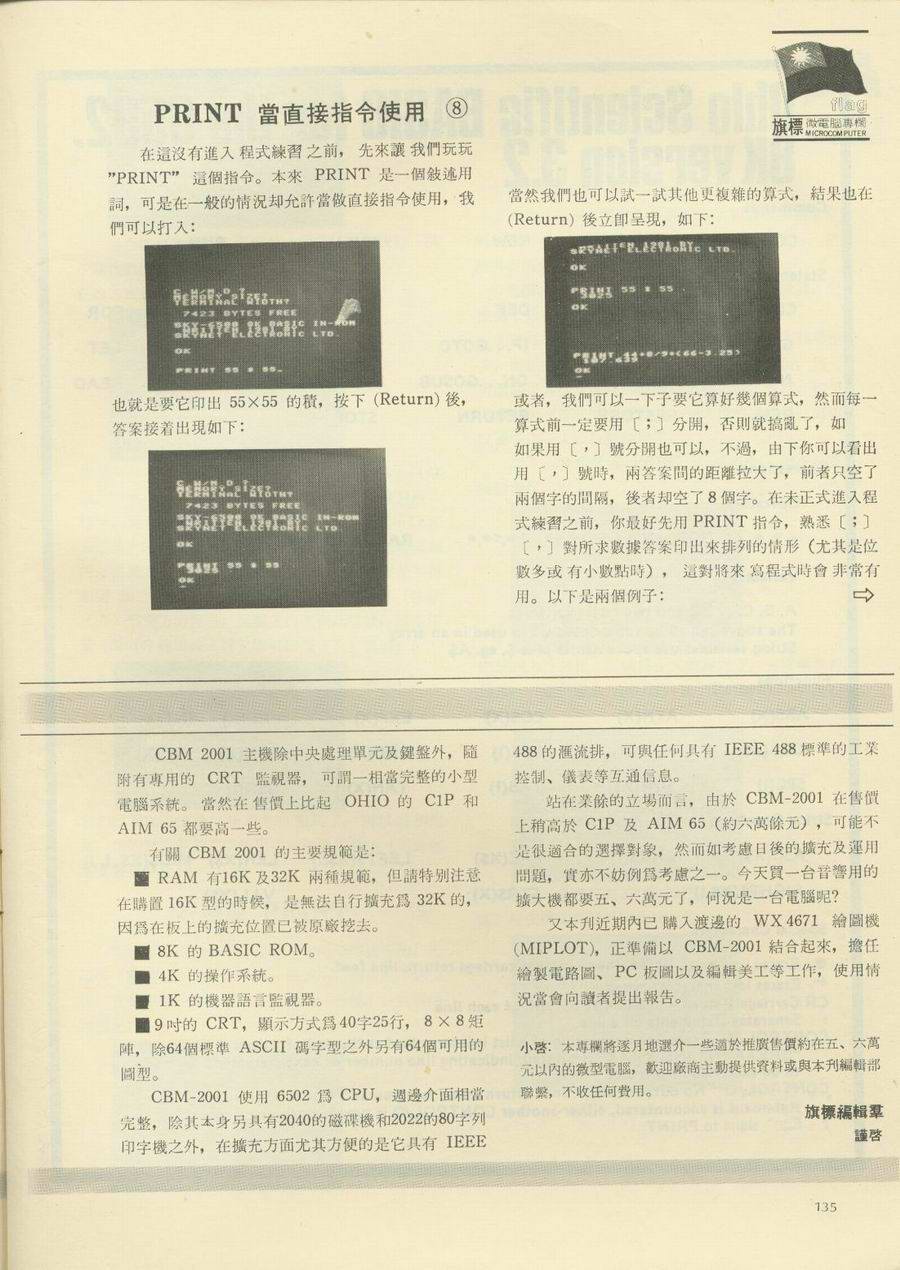 flag
旗標 微電腦專欄
MICROCOMPUTER
PRINT 當直接指令使用 ⑧
在這沒有進入程式練習之前，先來讓我們玩玩
"PRINT" 這個指令。本來 PRINT 是一個敍述用
詞，可是在一般的情況却允許當做直接指令使用，我
們可以打入：
C/W/M.D ?
MEMORY SIZE?
TERMINAL WIDTH?
7423 BYTES FREE
SKYNET ELECTRONIC LTD.
OK
PRINT 55 * 55_
也就是要它印出 55×55 的積，按下 (Return) 後，
答案接着出現如下：
C/W/M.D ?
MEMORY SIZE?
TERMINAL WIDTH?
7423 BYTES FREE
SKYNET ELECTRONIC LTD
OK
PRINT 55 * 55
3025
OK
當然我們也可以試一試其他更複雜的算式，結果也在
(Return) 後立卽呈現，如下：
WRITTEN 1981 BY
SKYNET ELECTRONIC LTD.
OK
PRINT 55 * 55
3025
OK
OK
或者，我們可以一下子要它算好幾個算式，然而每一
算式前一定要用〔；〕分開，否則就搞亂了，如
如果用〔，〕號分開也可以，不過，由下你可以看出
用〔，〕號時，兩答案間的距離拉大了，前者只空了
兩個字的間隔，後者却空了8個字。在未正式進入程
式練習之前，你最好先用 PRINT 指令，熟悉〔；〕
〔，〕對所求數據答案印出來排列的情形（尤其是位
數多或有小數點時），這對將來寫程式時會非常有
用。以下是兩個例子： ⇨
CBM 2001 主機除中央處理單元及鍵盤外，隨
附有專用的 CRT 監視器，可謂一相當完整的小型
電腦系統。當然在售價上比起 OHIO 的 C1P 和
AIM 65 都要高一些。
有關 CBM 2001 的主要規範是：
■ RAM 有16K及32K 兩種規範，但請特别注意
在購置16K型的時候，是無法自行擴充爲 32K 的，
因爲在板上的擴充位置已被原廠挖去。
■ 8K 的 BASIC ROM。
■ 4K 的操作系統。
■ 1K 的機器語言監視器。
■ 9吋的 CRT，顯示方式爲40字25行，8×8矩
陣，除64個標準 ASCII 碼字型之外另有64個可用的
圖型。
CBM-2001 使用 6502 爲 CPU，週邊介面相當
完整，除其本身另具有2040的磁碟機和2022的80字列
印字機之外，在擴充方面尤其方便的是它具有 IEEE
488的滙流排，可與任何具有 IEEE 488標準的工業
控制、儀表等互通信息。
站在業餘的立場而言，由於 CBM-2001 在售價
上稍高於 C1P 及 AIM 65（約六萬餘元），可能不
是很適合的選擇對象，然而如考慮日後的擴充及運用
問題，實亦不妨例爲考慮之一。今天買一台音響用的
擴大機都要五、六萬元了，何況是一台電腦呢？
又本刋近期內已購入渡邊的 WX4671 繪圖機
(MIPLOT)，正準備以 CBM-2001 結合起來，擔任
繪製電路圖、PC 板圖以及編輯美工等工作，使用情
況當會向讀者提出報告。
小啓：本專欄將逐月地選介一些適於推廣售價約在五、六萬
元以內的微型電腦，歡迎廠商主動提供資料或與本刋編輯部
聯繫，不收任何費用。
旗標編輯羣
謹啓
135